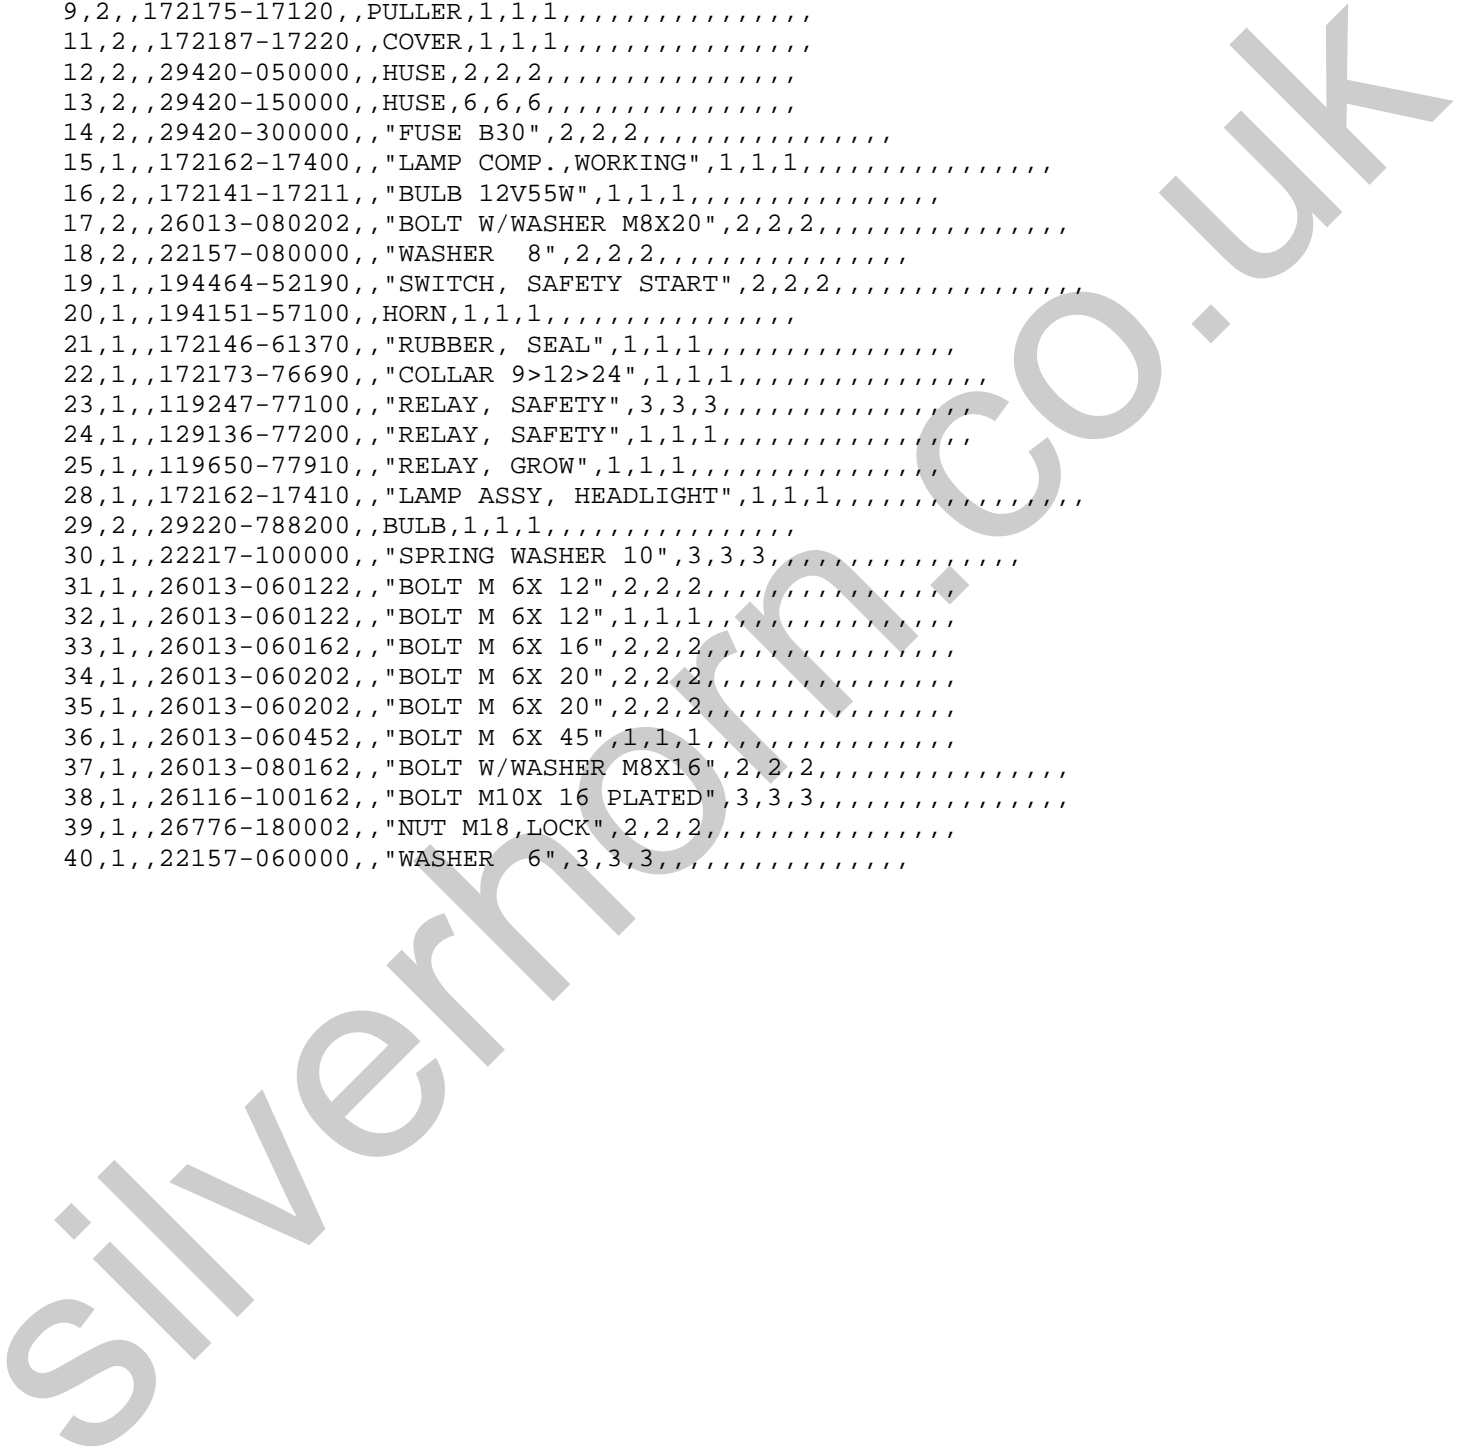 9,2,,172175-17120,,PULLER,1,1,1,,,,,,,,,,,,,,,,
11,2,,172187-17220,,COVER,1,1,1,,,,,,,,,,,,,,,,
12,2,,29420-050000,,HUSE,2,2,2,,,,,,,,,,,,,,,,
13,2,,29420-150000,,HUSE,6,6,6,,,,,,,,,,,,,,,,
14,2,,29420-300000,,"FUSE B30",2,2,2,,,,,,,,,,,,,,,,
15,1,,172162-17400,,"LAMP COMP.,WORKING",1,1,1,,,,,,,,,,,,,,,,
16,2,,172141-17211,,"BULB 12V55W",1,1,1,,,,,,,,,,,,,,,,
17,2,,26013-080202,,"BOLT W/WASHER M8X20",2,2,2,,,,,,,,,,,,,,,,
18,2,,22157-080000,,"WASHER  8",2,2,2,,,,,,,,,,,,,,,,
19,1,,194464-52190,,"SWITCH, SAFETY START",2,2,2,,,,,,,,,,,,,,,,
20,1,,194151-57100,,HORN,1,1,1,,,,,,,,,,,,,,,,
21,1,,172146-61370,,"RUBBER, SEAL",1,1,1,,,,,,,,,,,,,,,,
22,1,,172173-76690,,"COLLAR 9>12>24",1,1,1,,,,,,,,,,,,,,,,
23,1,,119247-77100,,"RELAY, SAFETY",3,3,3,,,,,,,,,,,,,,,,
24,1,,129136-77200,,"RELAY, SAFETY",1,1,1,,,,,,,,,,,,,,,,
25,1,,119650-77910,,"RELAY, GROW",1,1,1,,,,,,,,,,,,,,,,
28,1,,172162-17410,,"LAMP ASSY, HEADLIGHT",1,1,1,,,,,,,,,,,,,,,,
29,2,,29220-788200,,BULB,1,1,1,,,,,,,,,,,,,,,,
30,1,,22217-100000,,"SPRING WASHER 10",3,3,3,,,,,,,,,,,,,,,,
31,1,,26013-060122,,"BOLT M 6X 12",2,2,2,,,,,,,,,,,,,,,,
32,1,,26013-060122,,"BOLT M 6X 12",1,1,1,,,,,,,,,,,,,,,,
33,1,,26013-060162,,"BOLT M 6X 16",2,2,2,,,,,,,,,,,,,,,,
34,1,,26013-060202,,"BOLT M 6X 20",2,2,2,,,,,,,,,,,,,,,,
35,1,,26013-060202,,"BOLT M 6X 20",2,2,2,,,,,,,,,,,,,,,,
36,1,,26013-060452,,"BOLT M 6X 45",1,1,1,,,,,,,,,,,,,,,,
37,1,,26013-080162,,"BOLT W/WASHER M8X16",2,2,2,,,,,,,,,,,,,,,,
38,1,,26116-100162,,"BOLT M10X 16 PLATED",3,3,3,,,,,,,,,,,,,,,,
39,1,,26776-180002,,"NUT M18,LOCK",2,2,2,,,,,,,,,,,,,,,,
40,1,,22157-060000,,"WASHER  6",3,3,3,,,,,,,,,,,,,,,,
silverhorn.co.uk